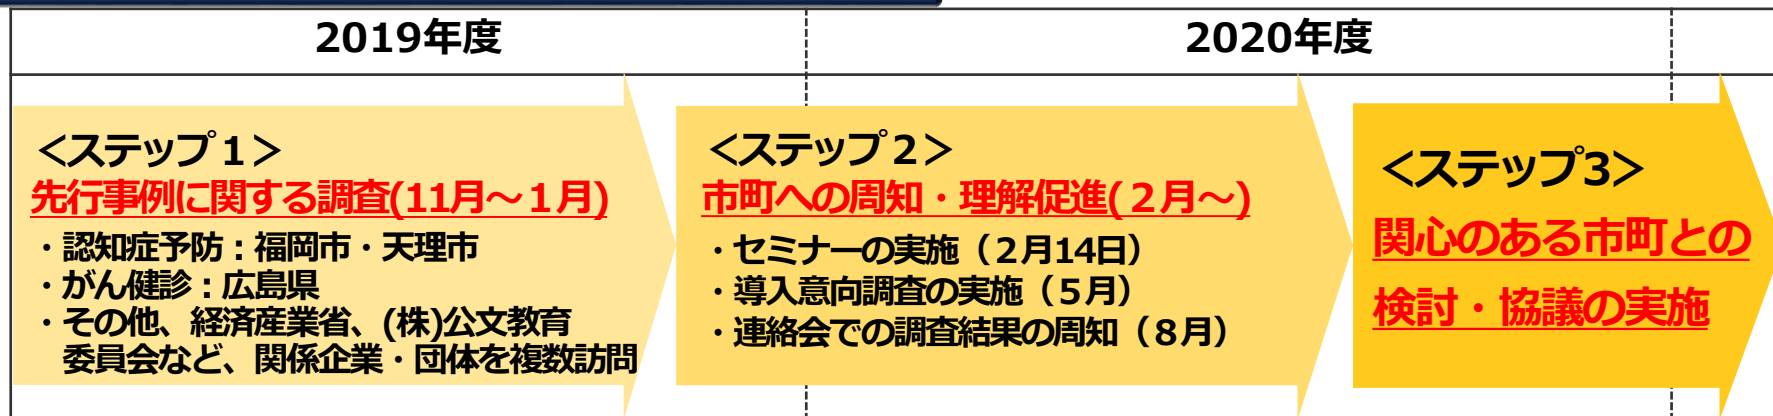 2019年度
2020年度
＜ステップ１＞
先行事例に関する調査(11月～１月)
・認知症予防：福岡市・天理市
・がん健診：広島県
・その他、経済産業省、(株)公文教育
委員会など、関係企業・団体を複数訪問
＜ステップ２＞
市町への周知・理解促進(２月～)
・セミナーの実施（２月14日）
・導入意向調査の実施（５月）
・連絡会での調査結果の周知（８月）
＜ステップ3＞
関心のある市町との
検討・協議の実施